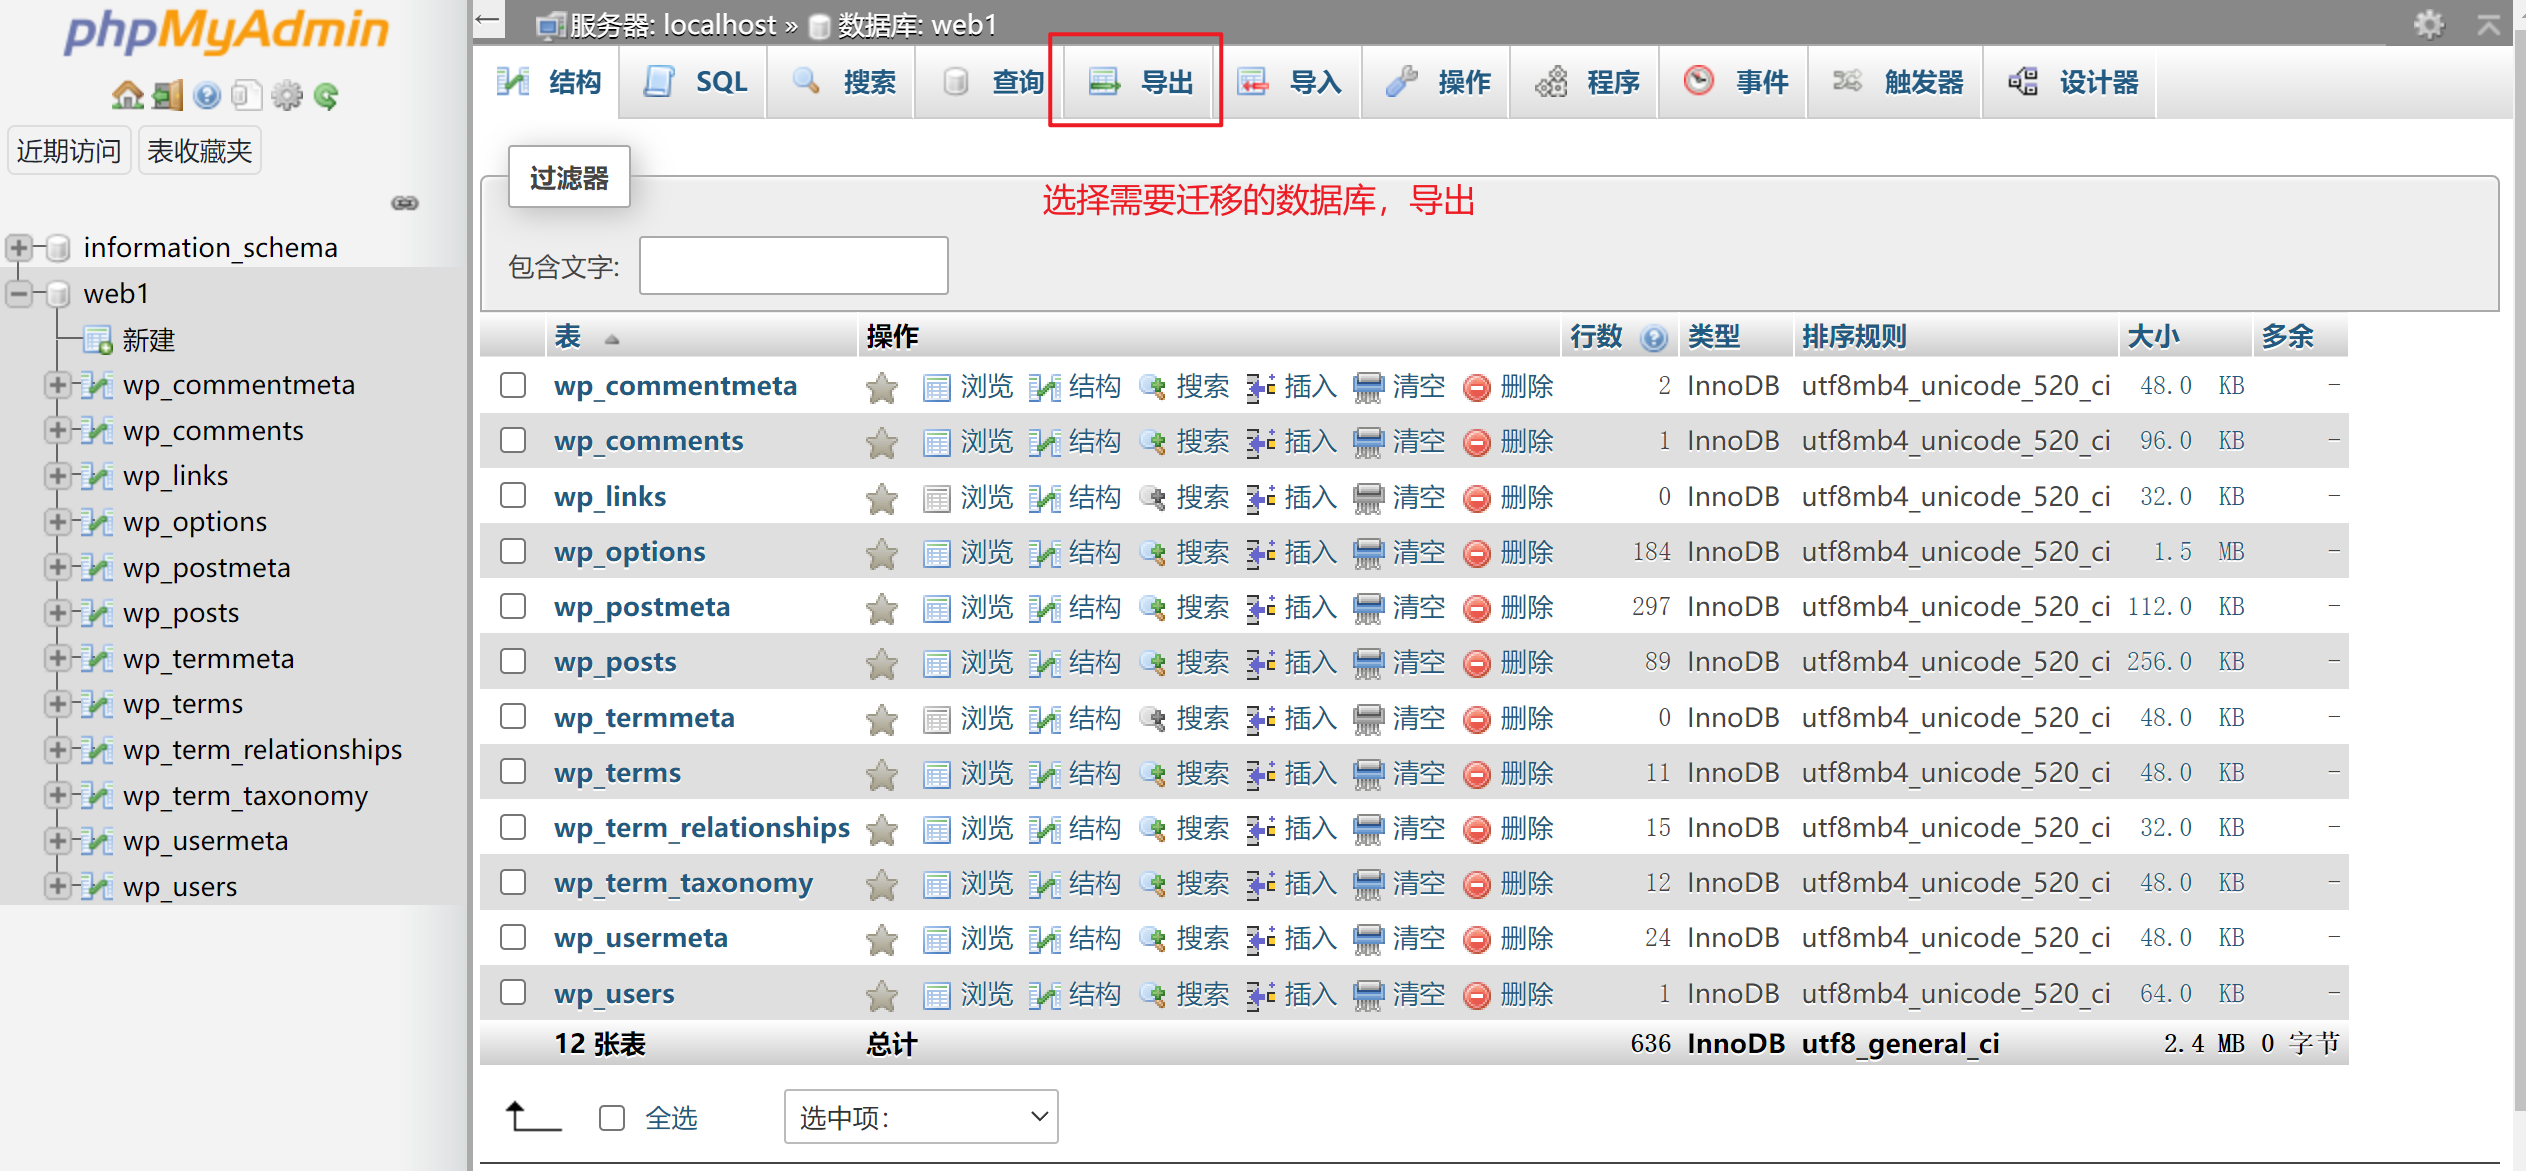 phpMyAdmin
近期访问 表收藏夹
information_schema
web1
新建
wp_commentmeta
wp_comments
wp_links
wp_options
wp_postmeta
wp_posts
wp_termmeta
wp_terms
wp_term_relationships
wp_term_taxonomy
wp_usermeta
wp_users
服务器: localhost » 数据库: web1
结构 SQL 搜索 查询 导出 导入 操作 程序 事件 触发器 设计器
过滤器
选择需要迁移的数据库，导出
包含文字:
表 操作 行数 类型 排序规则 大小 多余
wp_commentmeta 浏览 结构 搜索 插入 清空 删除 2 InnoDB utf8mb4_unicode_520_ci 48.0 KB -
wp_comments 浏览 结构 搜索 插入 清空 删除 1 InnoDB utf8mb4_unicode_520_ci 96.0 KB -
wp_links 浏览 结构 搜索 插入 清空 删除 0 InnoDB utf8mb4_unicode_520_ci 32.0 KB -
wp_options 浏览 结构 搜索 插入 清空 删除 184 InnoDB utf8mb4_unicode_520_ci 1.5 MB -
wp_postmeta 浏览 结构 搜索 插入 清空 删除 297 InnoDB utf8mb4_unicode_520_ci 112.0 KB -
wp_posts 浏览 结构 搜索 插入 清空 删除 89 InnoDB utf8mb4_unicode_520_ci 256.0 KB -
wp_termmeta 浏览 结构 搜索 插入 清空 删除 0 InnoDB utf8mb4_unicode_520_ci 48.0 KB -
wp_terms 浏览 结构 搜索 插入 清空 删除 11 InnoDB utf8mb4_unicode_520_ci 48.0 KB -
wp_term_relationships 浏览 结构 搜索 插入 清空 删除 15 InnoDB utf8mb4_unicode_520_ci 32.0 KB -
wp_term_taxonomy 浏览 结构 搜索 插入 清空 删除 12 InnoDB utf8mb4_unicode_520_ci 48.0 KB -
wp_usermeta 浏览 结构 搜索 插入 清空 删除 24 InnoDB utf8mb4_unicode_520_ci 48.0 KB -
wp_users 浏览 结构 搜索 插入 清空 删除 1 InnoDB utf8mb4_unicode_520_ci 64.0 KB -
12 张表 总计 636 InnoDB utf8_general_ci 2.4 MB 0 字节
全选 选中项: